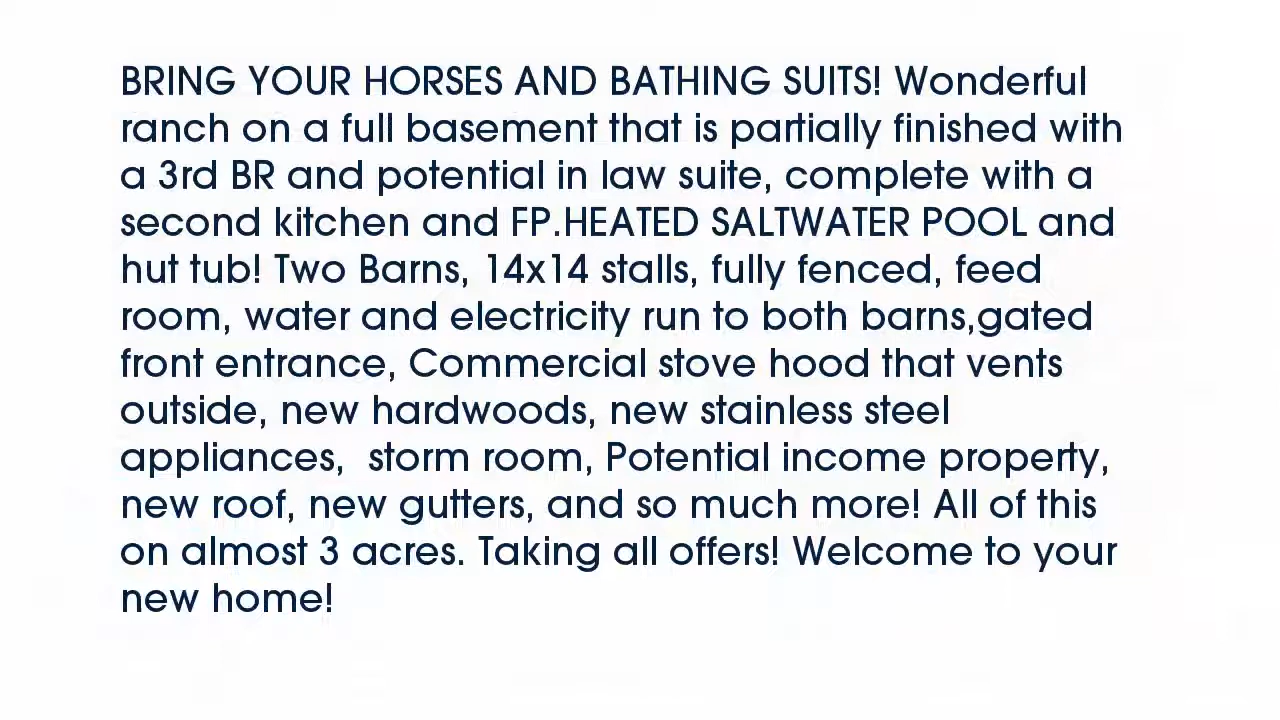 BRING YOUR HORSES AND BATHING SUITS! Wonderful
ranch on a full basement that is partially finished with
a 3rd BR and potential in law suite, complete with a
second kitchen and FP.HEATED SALTWATER POOL and
hut tub! Two Barns, 14x14 stalls, fully fenced, feed
room, water and electricity run to both barns,gated
front entrance, Commercial stove hood that vents
outside, new hardwoods, new stainless steel
appliances,  storm room, Potential income property,
new roof, new gutters, and so much more! All of this
on almost 3 acres. Taking all offers! Welcome to your
new home!